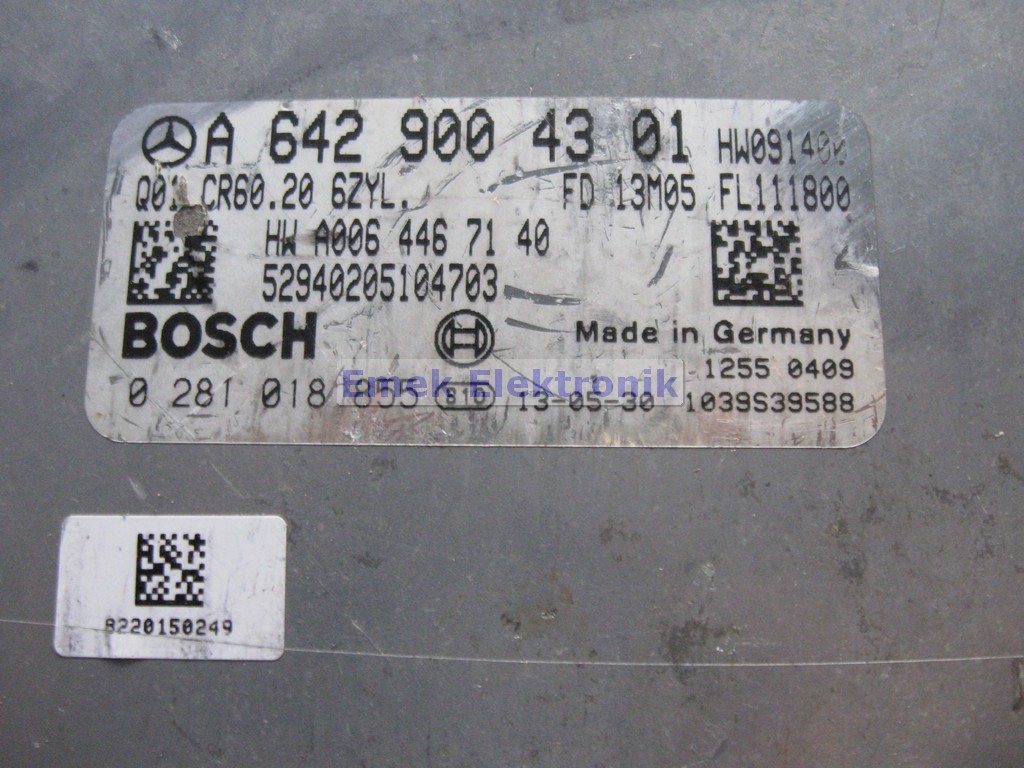 A 642 900 43 01 HW091400
Q01 CR60.20 6ZYL. FD 13M05 FL111800
HW A006 446 71 40
52940205104703
BOSCH
Made in Germany
Emek Elektronik
1255 0409
0 281 018 13-05-30 1039S39588
8220150249